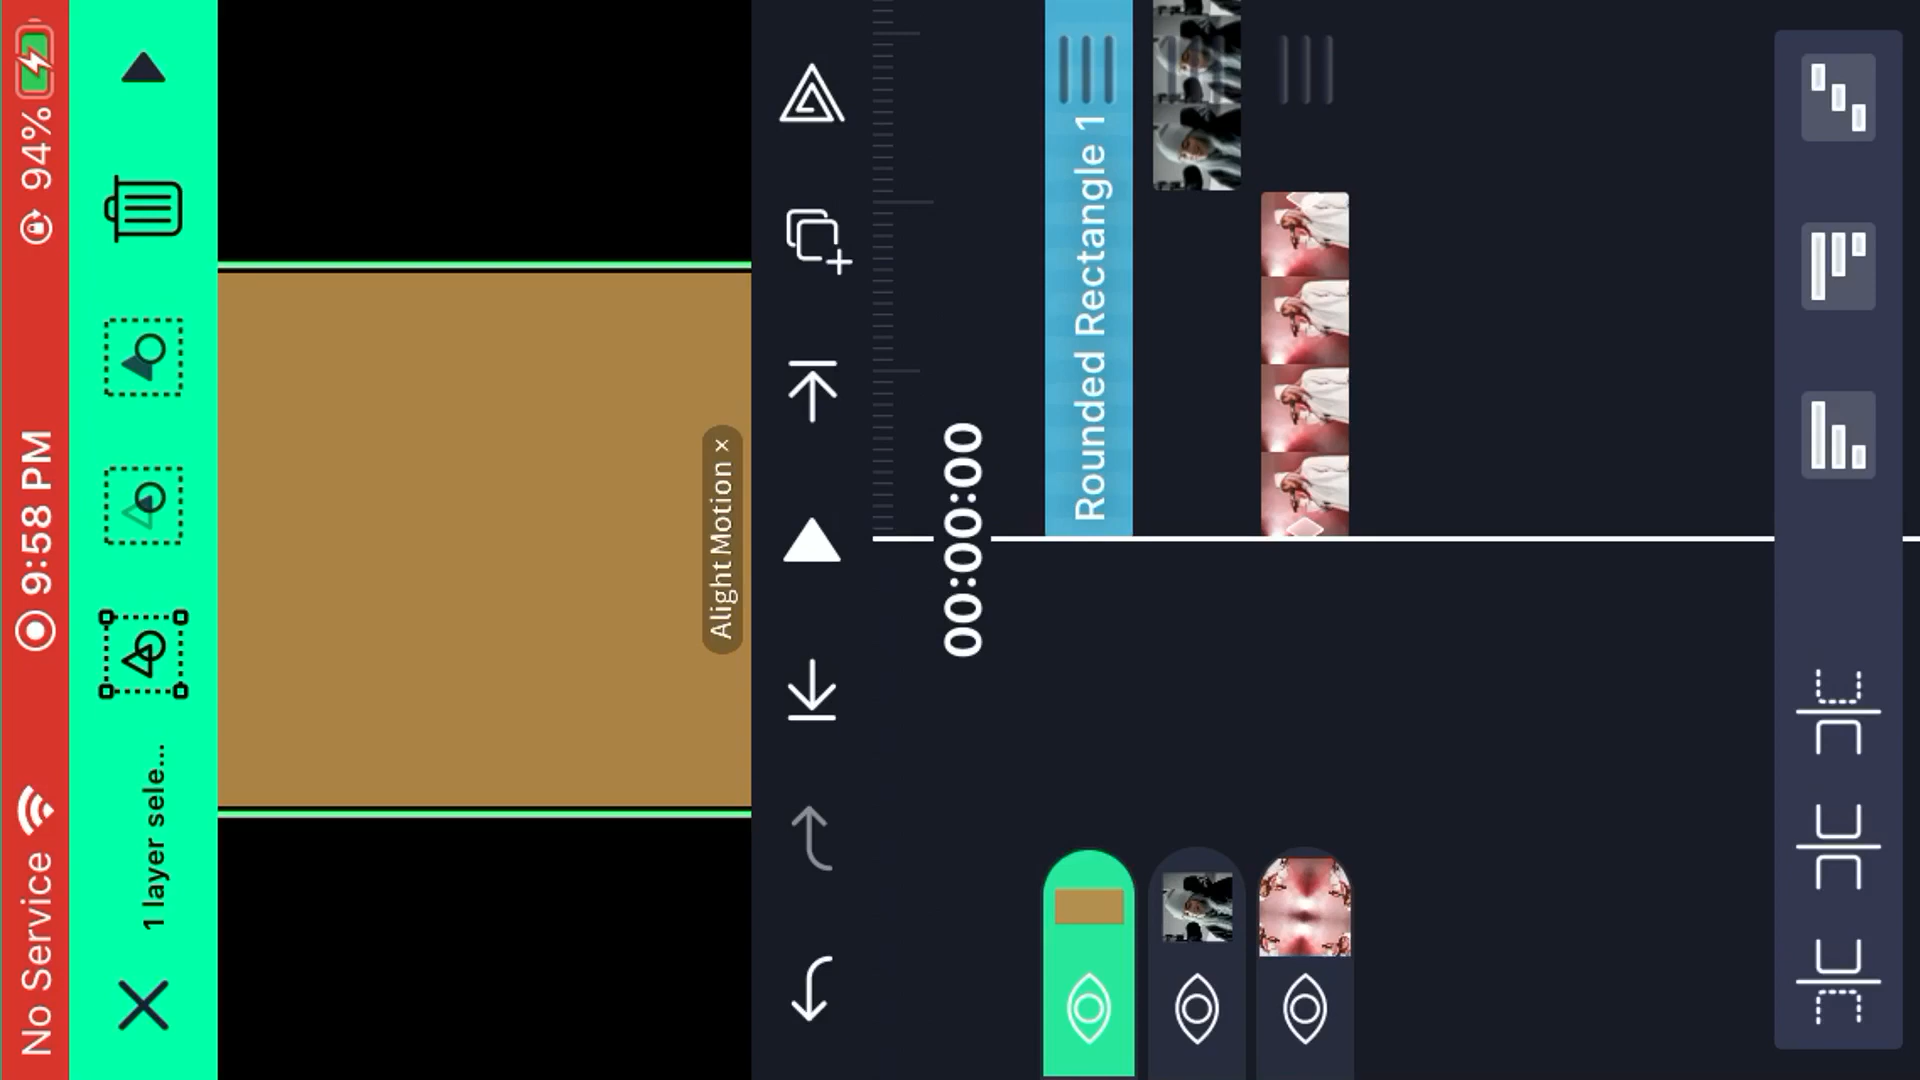 No Service 9:58 PM 94%
1 layer sele...
Alight Motion ×
00:00:00
Rounded Rectangle 1